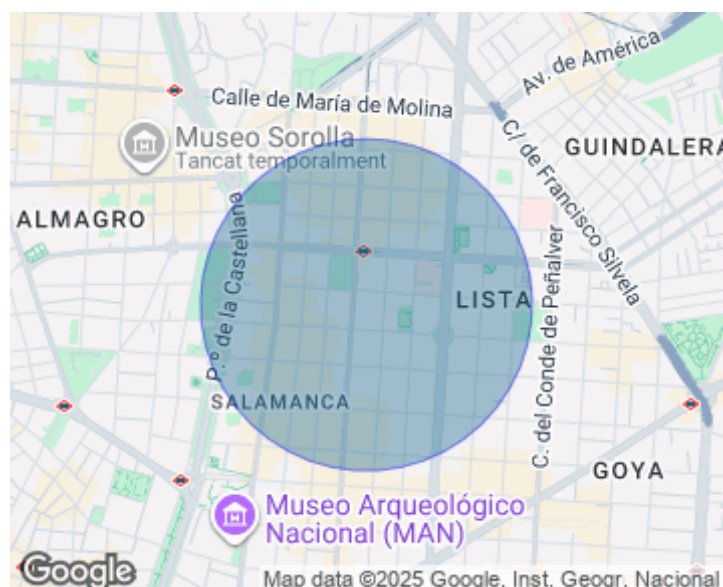 Av. de América
Calle de María de Molina
C/ de Francisco Silvela
Museo Sorolla
Tancat temporalment
GUINDALERA
ALMAGRO
P.º de la Castellana
C. del Conde de Peñalver
LISTA
SALAMANCA
GOYA
Museo Arqueológico
Nacional (MAN)
Google
Map data ©2025 Google, Inst. Geogr. Nacional